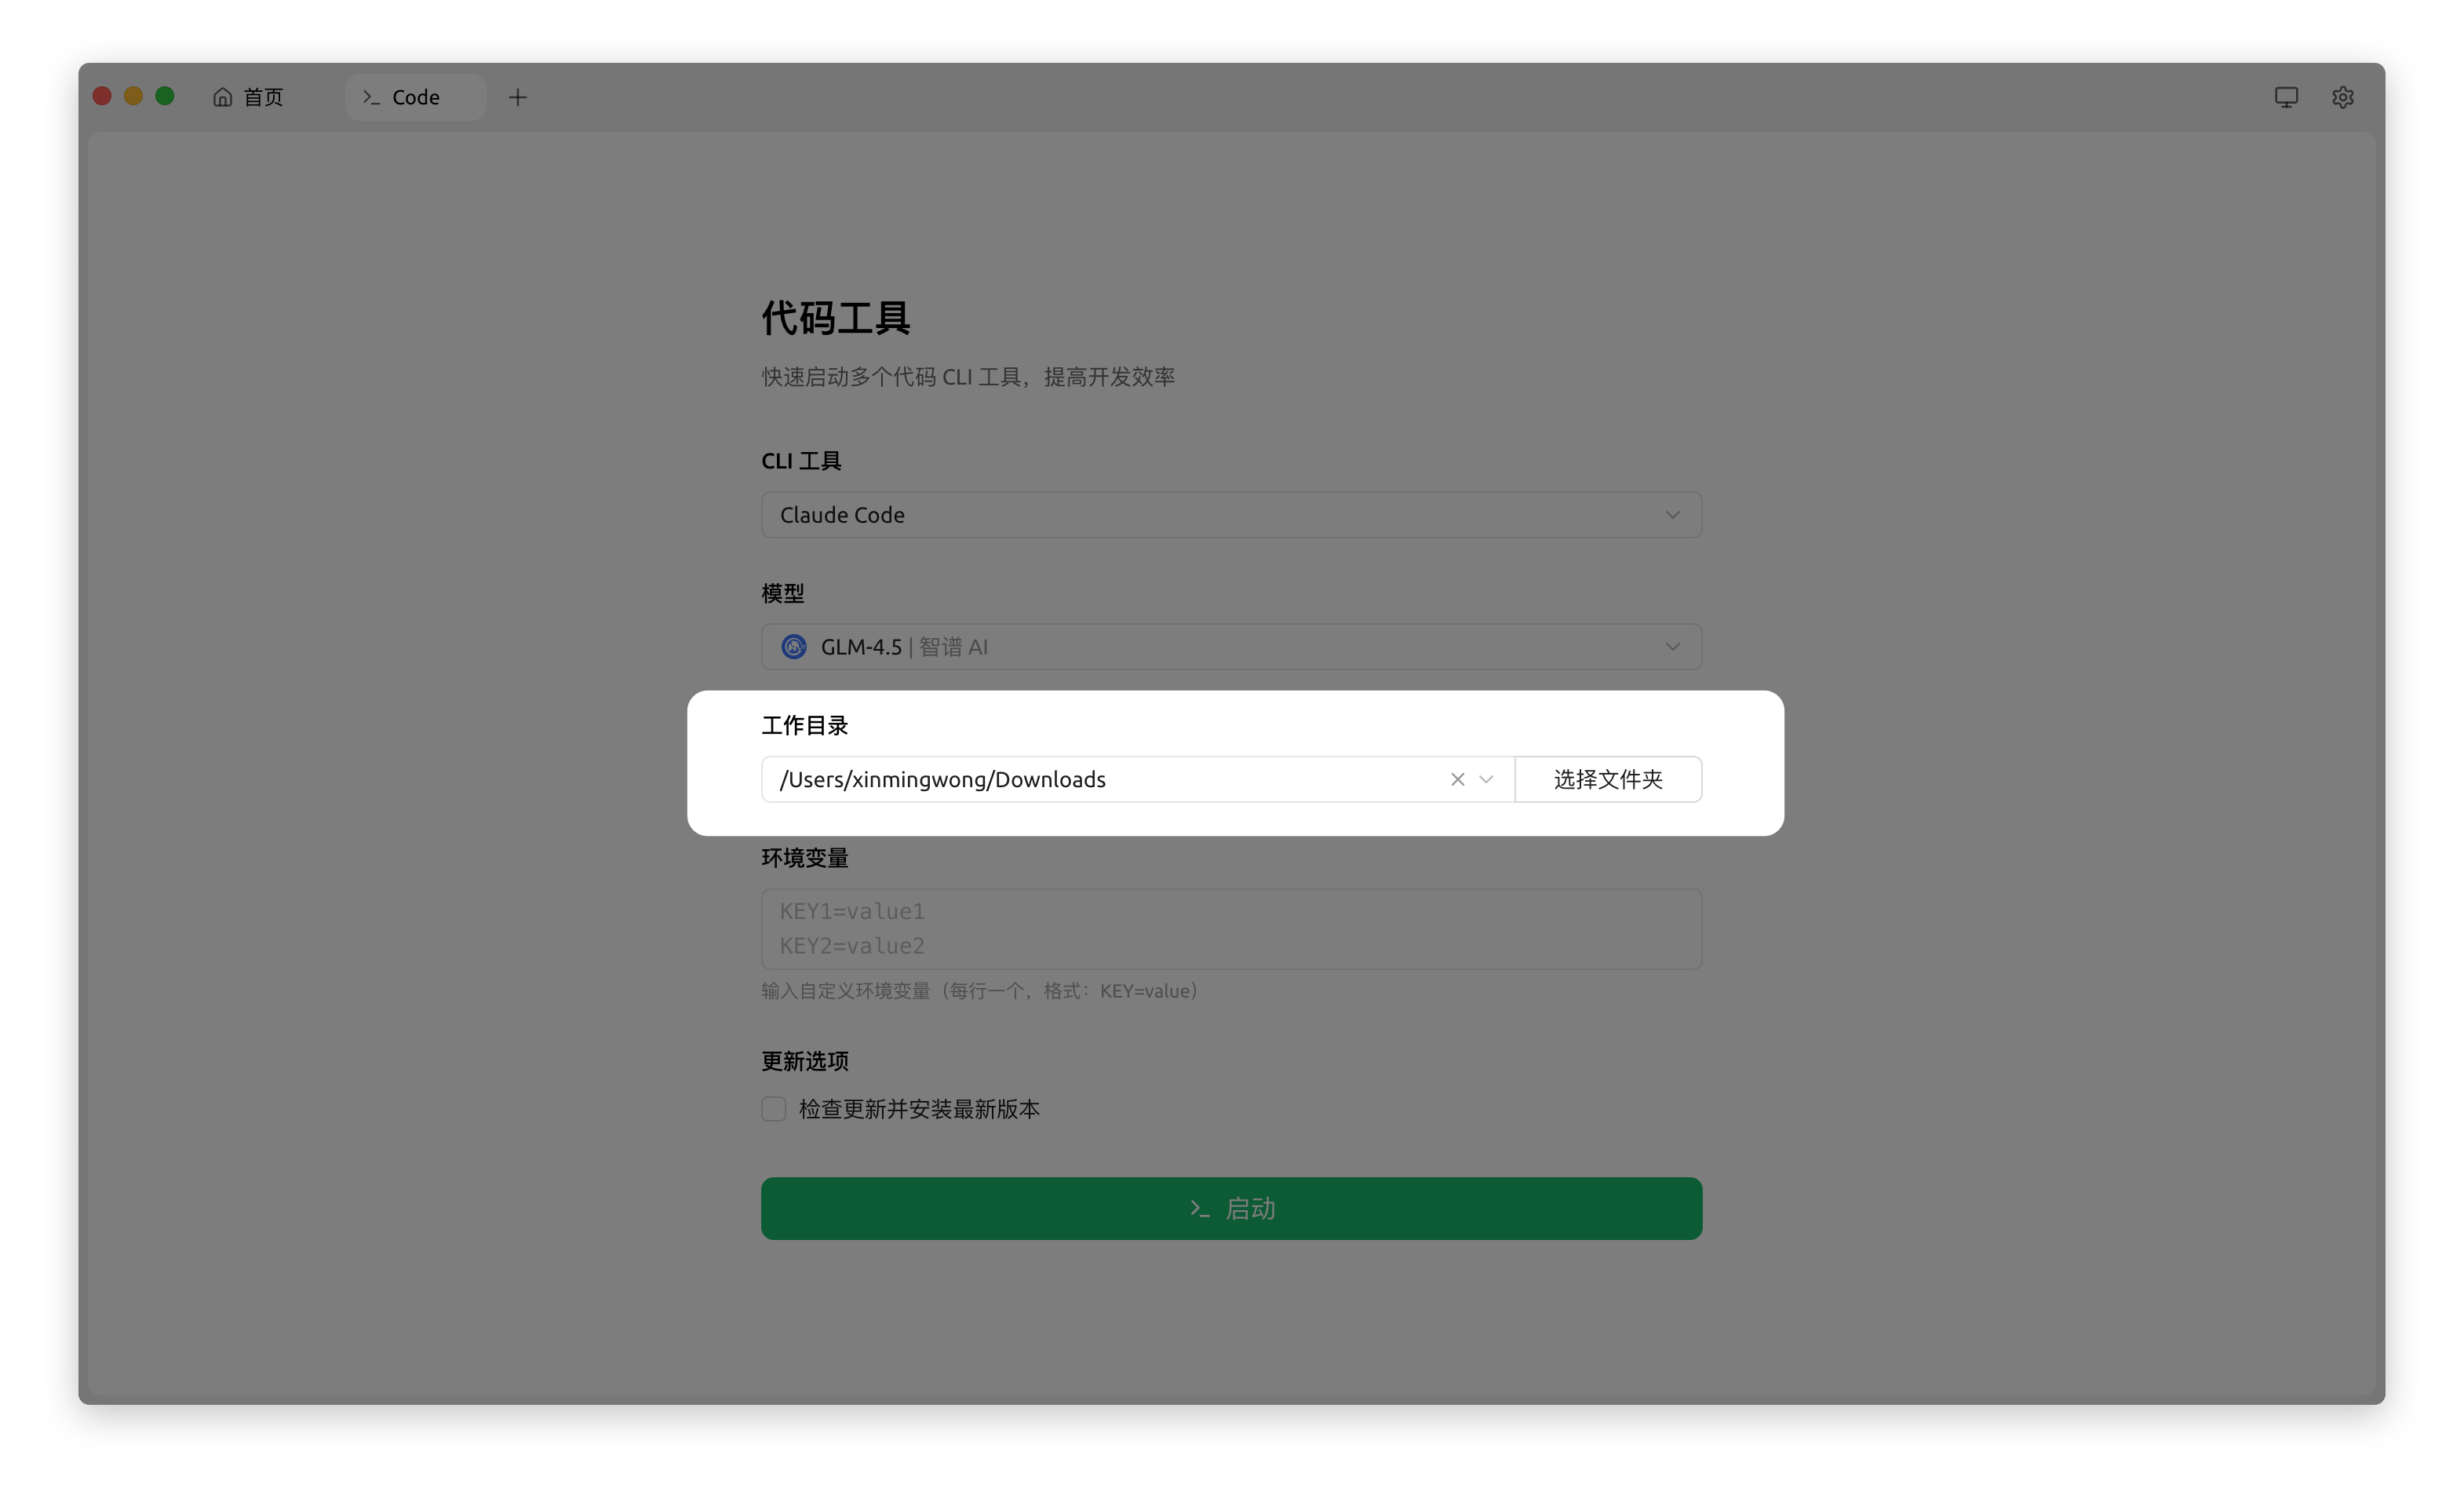 首页
Code
代码工具
快速启动多个代码 CLI 工具，提高开发效率
CLI 工具
Claude Code
模型
GLM-4.5 | 智谱 AI
工作目录
/Users/xinmingwong/Downloads
选择文件夹
环境变量
KEY1=value1
KEY2=value2
输入自定义环境变量（每行一个，格式：KEY=value）
更新选项
检查更新并安装最新版本
启动